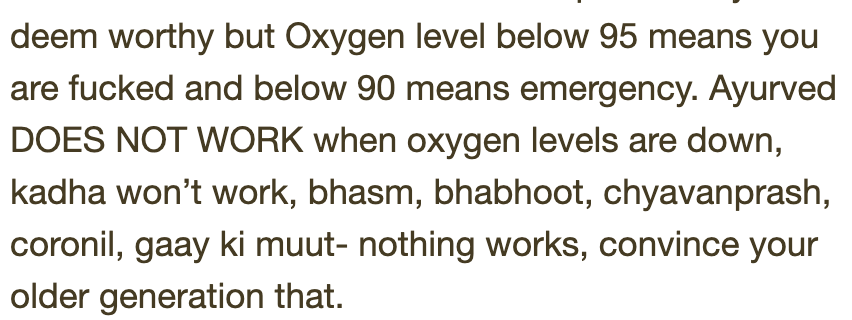 deem worthy but Oxygen level below 95 means you
are fucked and below 90 means emergency. Ayurved
DOES NOT WORK when oxygen levels are down,
kadha won’t work, bhasm, bhabhoot, chyavanprash,
coronil, gaay ki muut- nothing works, convince your
older generation that.